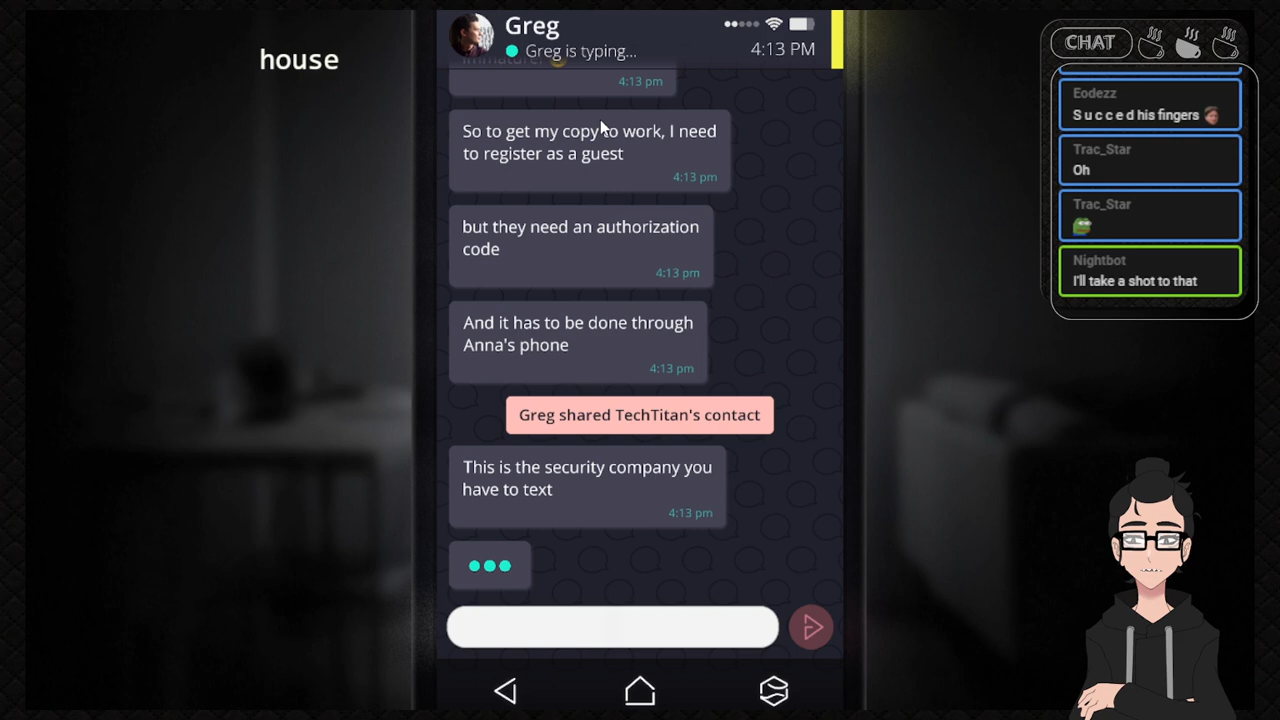 house
Greg
Greg is typing...
4:13 PM
immature!
4:13 pm
So to get my copy to work, I need
to register as a guest
4:13 pm
but they need an authorization
code
4:13 pm
And it has to be done through
Anna's phone
4:13 pm
Greg shared TechTitan's contact
This is the security company you
have to text
4:13 pm
CHAT
Eodezz
S u c c e d his fingers
Trac_Star
Oh
Trac_Star
Nightbot
I'll take a shot to that